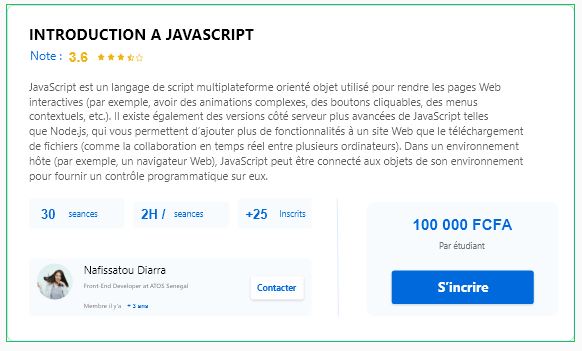 INTRODUCTION A JAVASCRIPT
Note : 3.6
JavaScript est un langage de script multiplateforme orienté objet utilisé pour rendre les pages Web
interactives (par exemple, avoir des animations complexes, des boutons cliquables, des menus
contextuels, etc.). Il existe également des versions côté serveur plus avancées de JavaScript telles
que Node.js, qui vous permettent d'ajouter plus de fonctionnalités à un site Web que le téléchargement
de fichiers (comme la collaboration en temps réel entre plusieurs ordinateurs). Dans un environnement
hôte (par exemple, un navigateur Web), JavaScript peut être connecté aux objets de son environnement
pour fournir un contrôle programmatique sur eux.
30 seances
2H / seances
+25 Inscrits
Nafissatou Diarra
Front-End Developer at ATOS Senegal
Membre il y'a + 3 ans
Contacter
100 000 FCFA
Par étudiant
S'incrire